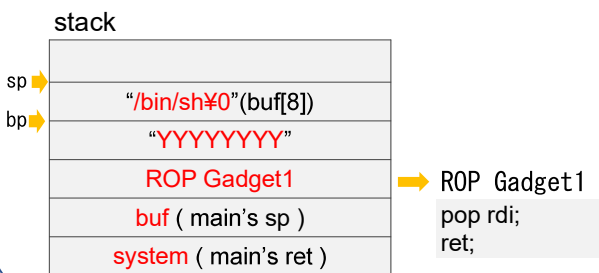 stack
sp
“/bin/sh¥0”(buf[8])
bp
“YYYYYYYY”
ROP Gadget1
ROP Gadget1
buf ( main’s sp )
pop rdi;
ret;
system ( main’s ret )